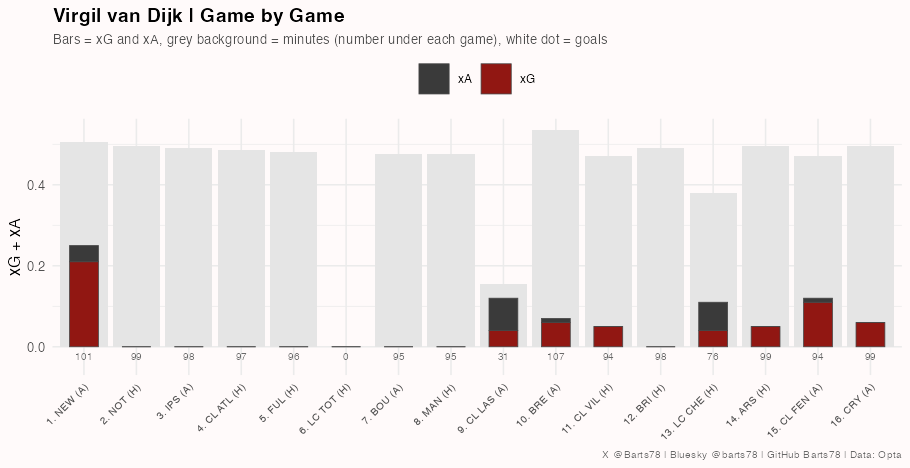 Virgil van Dijk | Game by Game
Bars = xG and xA, grey background = minutes (number under each game), white dot = goals
xA xG
xG + xA
0.4
0.2
0.0
101 99 98 97 96 0 95 95 31 107 94 98 76 99 94 99
1. NEW (A)
2. NOT (H)
3. IPS (A)
4. CL ATL (H)
5. FUL (H)
6. LC TOT (H)
7. BOU (A)
8. MAN (H)
9. CL LAS (A)
10. BRE (A)
11. CL VIL (H)
12. BRI (H)
13. LC CHE (H)
14. ARS (H)
15. CL FEN (A)
16. CRY (A)
X @Barts78 | Bluesky @barts78 | GitHub Barts78 | Data: Opta